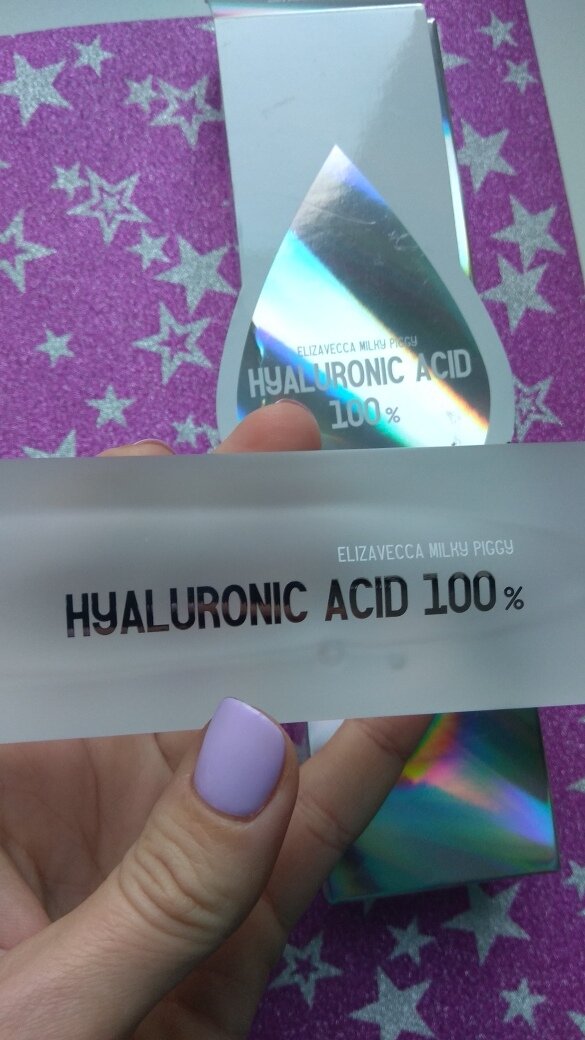 ELIZAVECCA MILKY PIGGY
HYALURONIC ACID
100%
ELIZAVECCA MILKY PIGGY
HYALURONIC ACID 100%